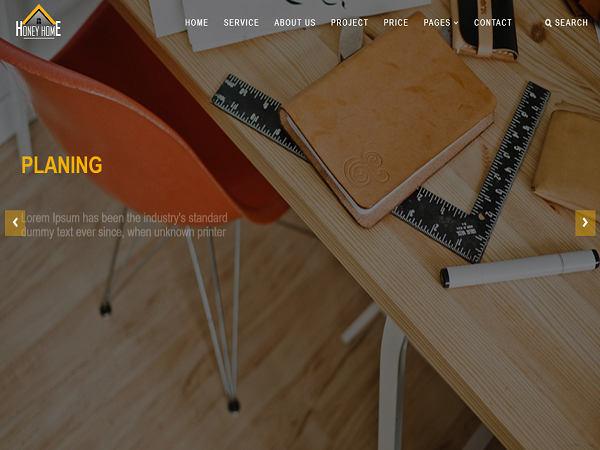 HONEY HOME
HOME SERVICE ABOUT US PROJECT PRICE PAGES CONTACT SEARCH
PLANING
Lorem Ipsum has been the industry's standard
dummy text ever since, when unknown printer